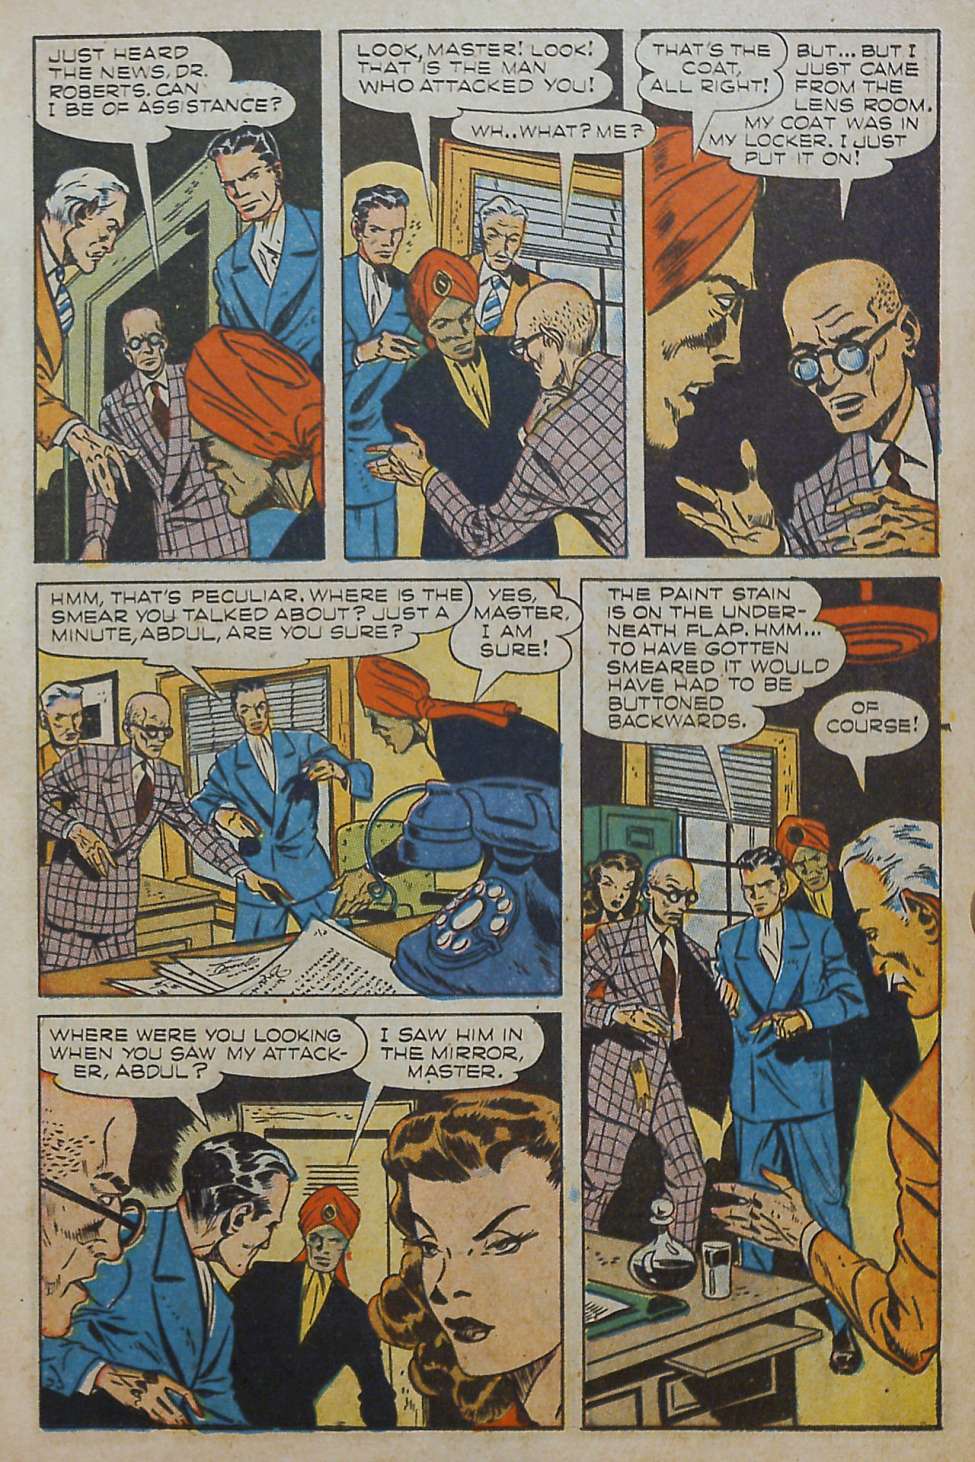 JUST HEARD
THE NEWS, DR.
ROBERTS. CAN
I BE OF ASSISTANCE?
LOOK, MASTER! LOOK!
THAT IS THE MAN
WHO ATTACKED YOU!
WH..WHAT? ME?
THAT'S THE
COAT,
ALL RIGHT!
BUT... BUT I
JUST CAME
FROM THE
LENS ROOM.
MY COAT WAS IN
MY LOCKER. I JUST
PUT IT ON!
HMM, THAT'S PECULIAR. WHERE IS THE
SMEAR YOU TALKED ABOUT? JUST A
MINUTE, ABDUL, ARE YOU SURE?
YES,
MASTER,
I AM
SURE!
WHERE WERE YOU LOOKING
WHEN YOU SAW MY ATTACK-
ER, ABDUL?
I SAW HIM IN
THE MIRROR,
MASTER.
THE PAINT STAIN
IS ON THE UNDER-
NEATH FLAP. HMM...
TO HAVE GOTTEN
SMEARED IT WOULD
HAVE HAD TO BE
BUTTONED
BACKWARDS.
OF
COURSE!